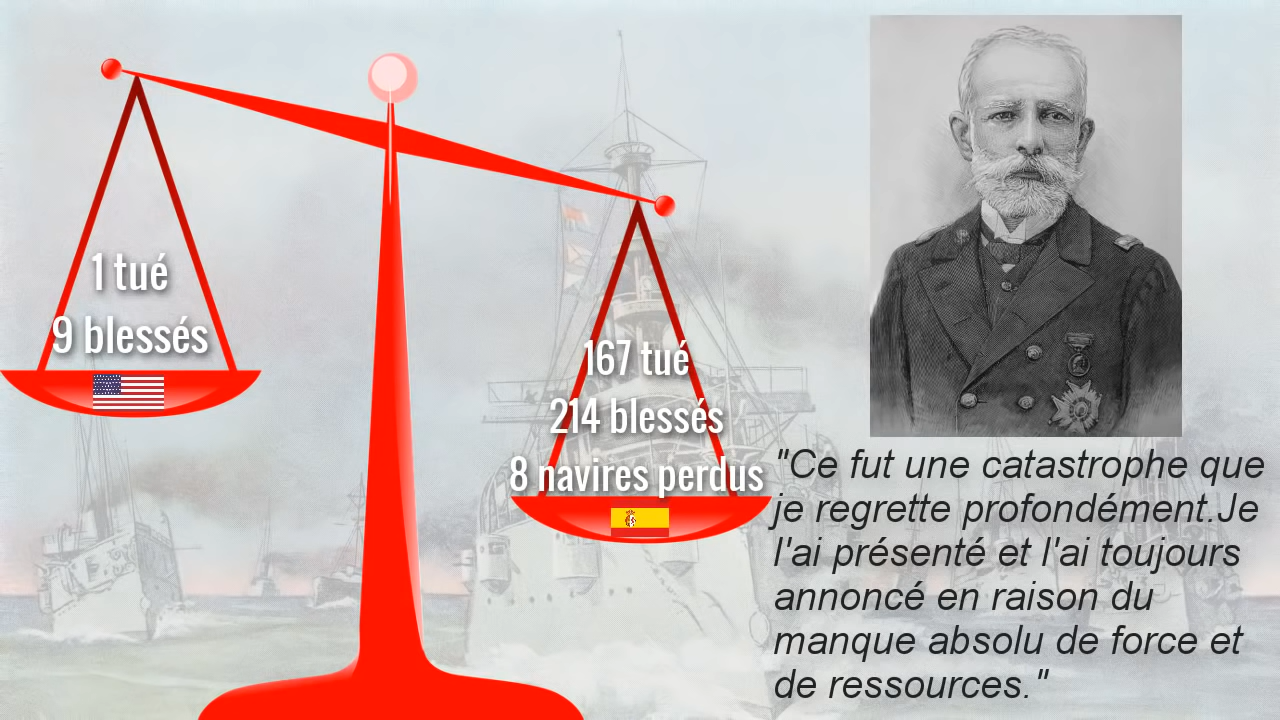 1 tué
9 blessés
167 tué
214 blessés
8 navires perdus
"Ce fut une catastrophe que
je regrette profondément.Je
l'ai présenté et l'ai toujours
annoncé en raison du
manque absolu de force et
de ressources."